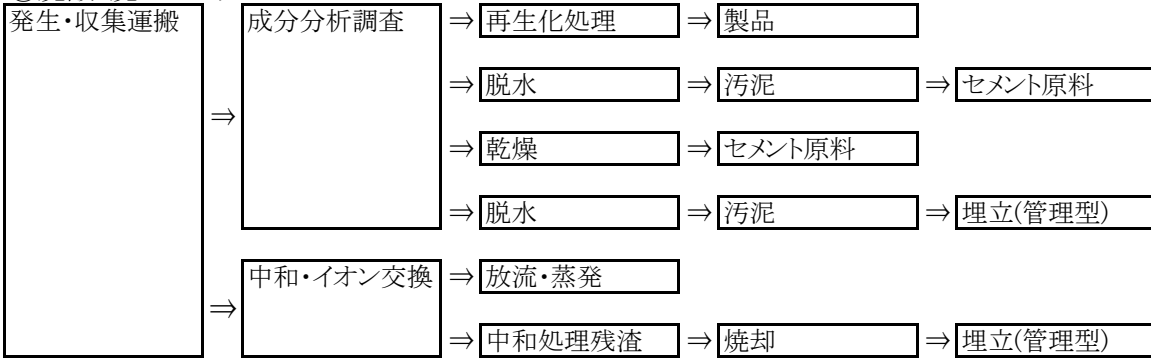 発生・収集運搬 ⇒ 成分分析調査 ⇒ 再生化処理 ⇒ 製品
⇒ 脱水 ⇒ 汚泥 ⇒ セメント原料
⇒ 乾燥 ⇒ セメント原料
⇒ 脱水 ⇒ 汚泥 ⇒ 埋立(管理型)
⇒ 中和・イオン交換 ⇒ 放流・蒸発
⇒ 中和処理残渣 ⇒ 焼却 ⇒ 埋立(管理型)